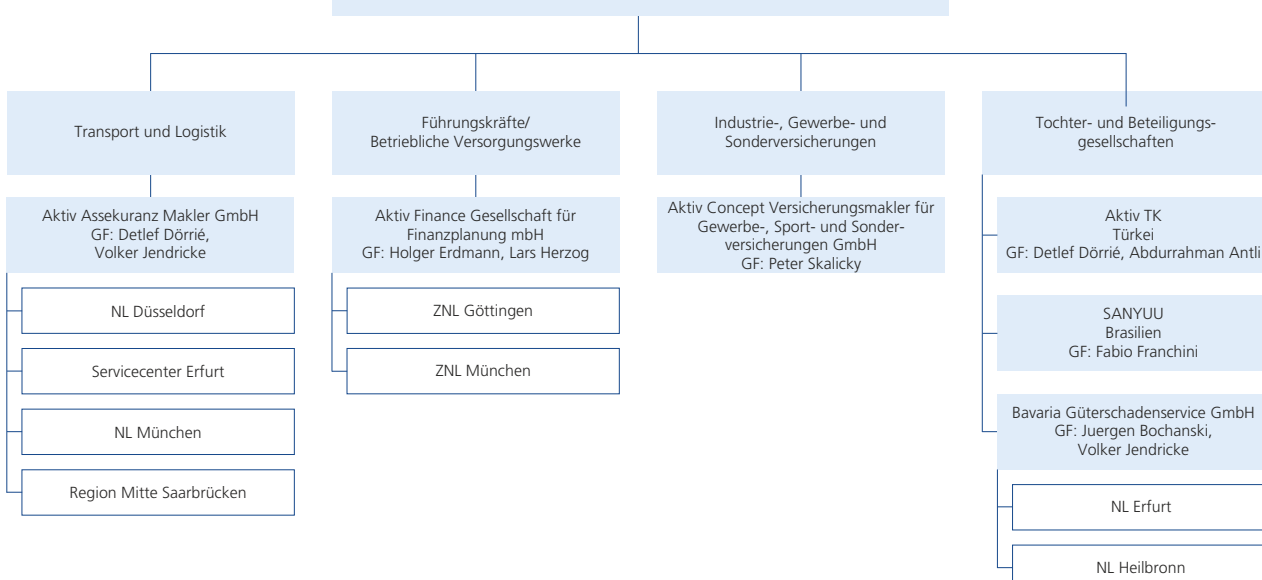 Transport und Logistik
Führungskräfte/
Betriebliche Versorgungswerke
Industrie-, Gewerbe- und
Sonderversicherungen
Tochter- und Beteiligungs-
gesellschaften
Aktiv Assekuranz Makler GmbH
GF: Detlef Dörrié,
Volker Jendricke
NL Düsseldorf
Servicecenter Erfurt
NL München
Region Mitte Saarbrücken
Aktiv Finance Gesellschaft für
Finanzplanung mbH
GF: Holger Erdmann, Lars Herzog
ZNL Göttingen
ZNL München
Aktiv Concept Versicherungsmakler für
Gewerbe-, Sport- und Sonder-
versicherungen GmbH
GF: Peter Skalicky
Aktiv TK
Türkei
GF: Detlef Dörrié, Abdurrahman Antli
SANYUU
Brasilien
GF: Fabio Franchini
Bavaria Güterschadenservice GmbH
GF: Juergen Bochanski,
Volker Jendricke
NL Erfurt
NL Heilbronn